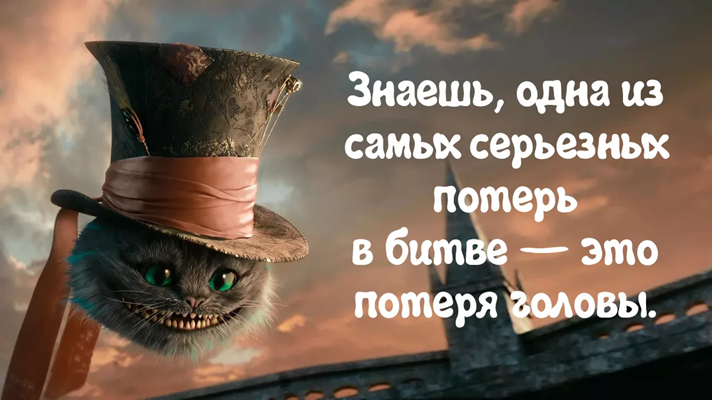 Знаешь, одна из
самых серьезных
потерь
в битве — это
потеря головы.